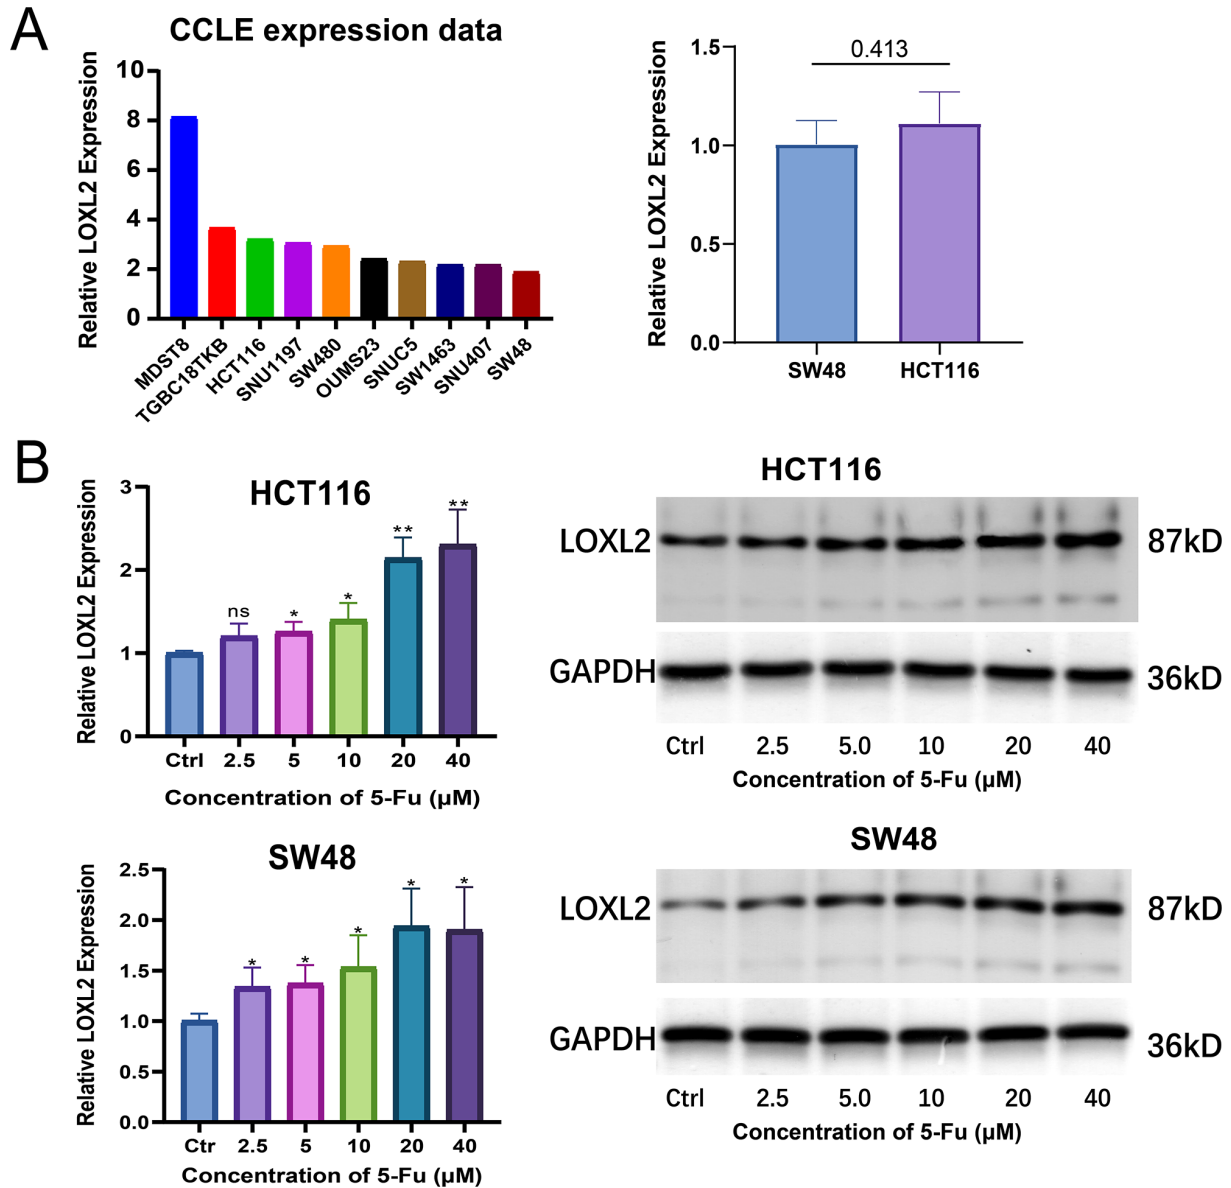 A
CCLE expression data
Relative LOXL2 Expression
10
8
6
4
2
0
MDST8
TGBC18TKB
HCT116
SNU1197
SW480
OUMS23
SNUC5
SW1463
SNU407
SW48
Relative LOXL2 Expression
1.5
1.0
0.5
0.0
0.413
SW48 HCT116
B
HCT116
Relative LOXL2 Expression
3
2
1
0
ns * * ** **
Ctrl 2.5 5 10 20 40
Concentration of 5-Fu (μM)
HCT116
LOXL2 87kD
GAPDH 36kD
Ctrl 2.5 5.0 10 20 40
Concentration of 5-Fu (μM)
SW48
Relative LOXL2 Expression
2.5
2.0
1.5
1.0
0.5
0.0
* * * * *
Ctr 2.5 5 10 20 40
Concentration of 5-Fu (μM)
SW48
LOXL2 87kD
GAPDH 36kD
Ctrl 2.5 5.0 10 20 40
Concentration of 5-Fu (μM)